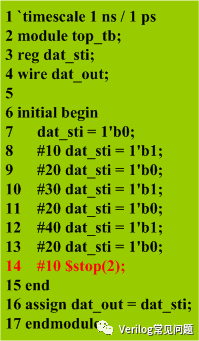 1 `timescale 1 ns / 1 ps
2 module top_tb;
3 reg dat_sti;
4 wire dat_out;
5
6 initial begin
7 dat_sti = 1'b0;
8 #10 dat_sti = 1'b1;
9 #20 dat_sti = 1'b0;
10 #30 dat_sti = 1'b1;
11 #20 dat_sti = 1'b0;
12 #40 dat_sti = 1'b1;
13 #20 dat_sti = 1'b0;
14 #10 $stop(2);
15 end
16 assign dat_out = dat_sti;
17 endmodule
Verilog常见问题